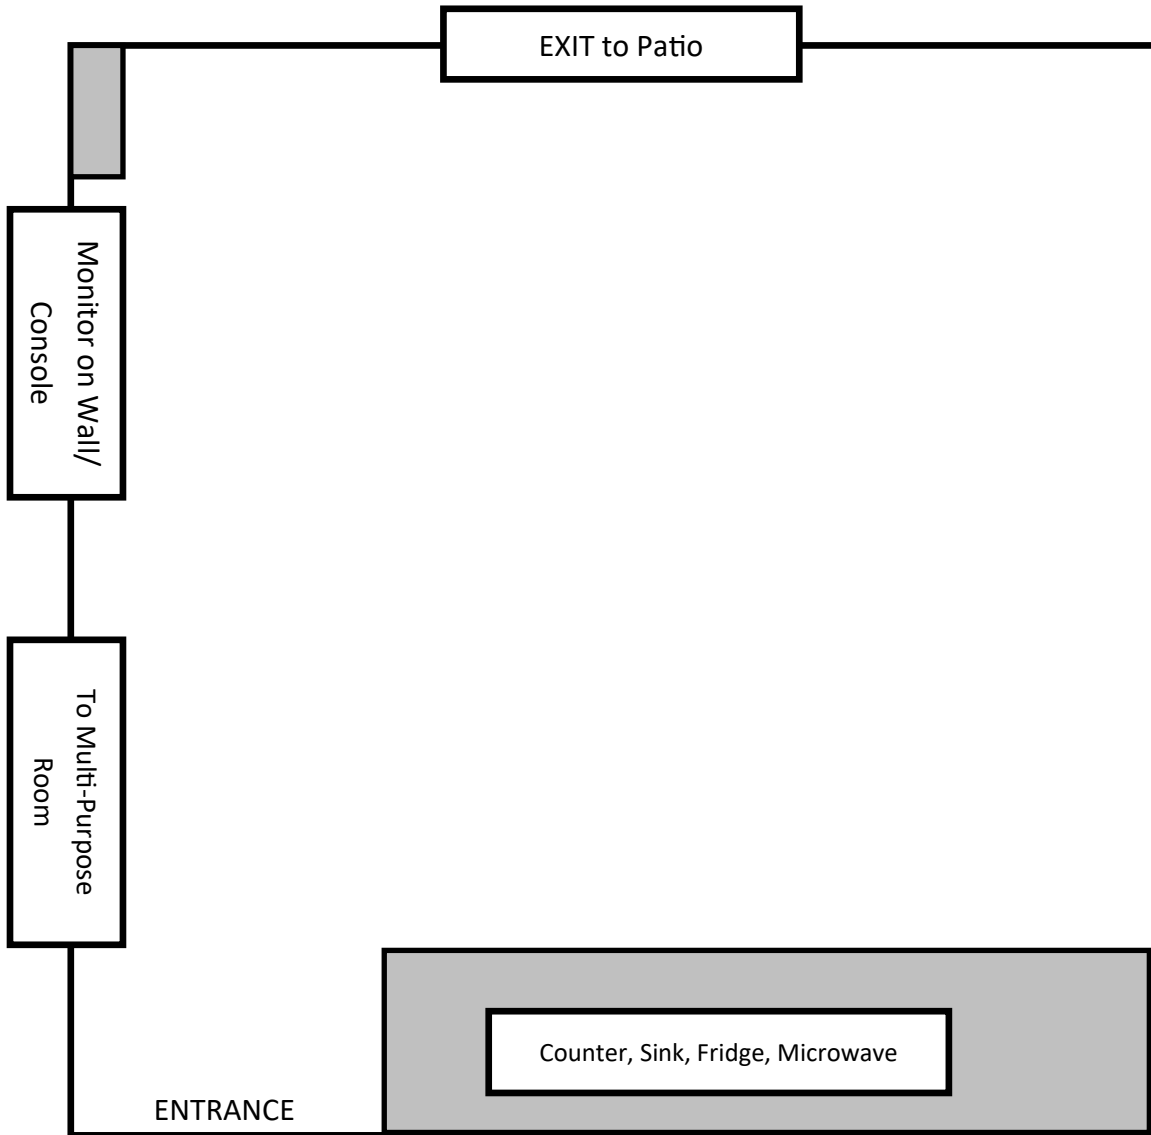 EXIT to Patio
Monitor on Wall/
Console
To Multi-Purpose
Room
Counter, Sink, Fridge, Microwave
ENTRANCE